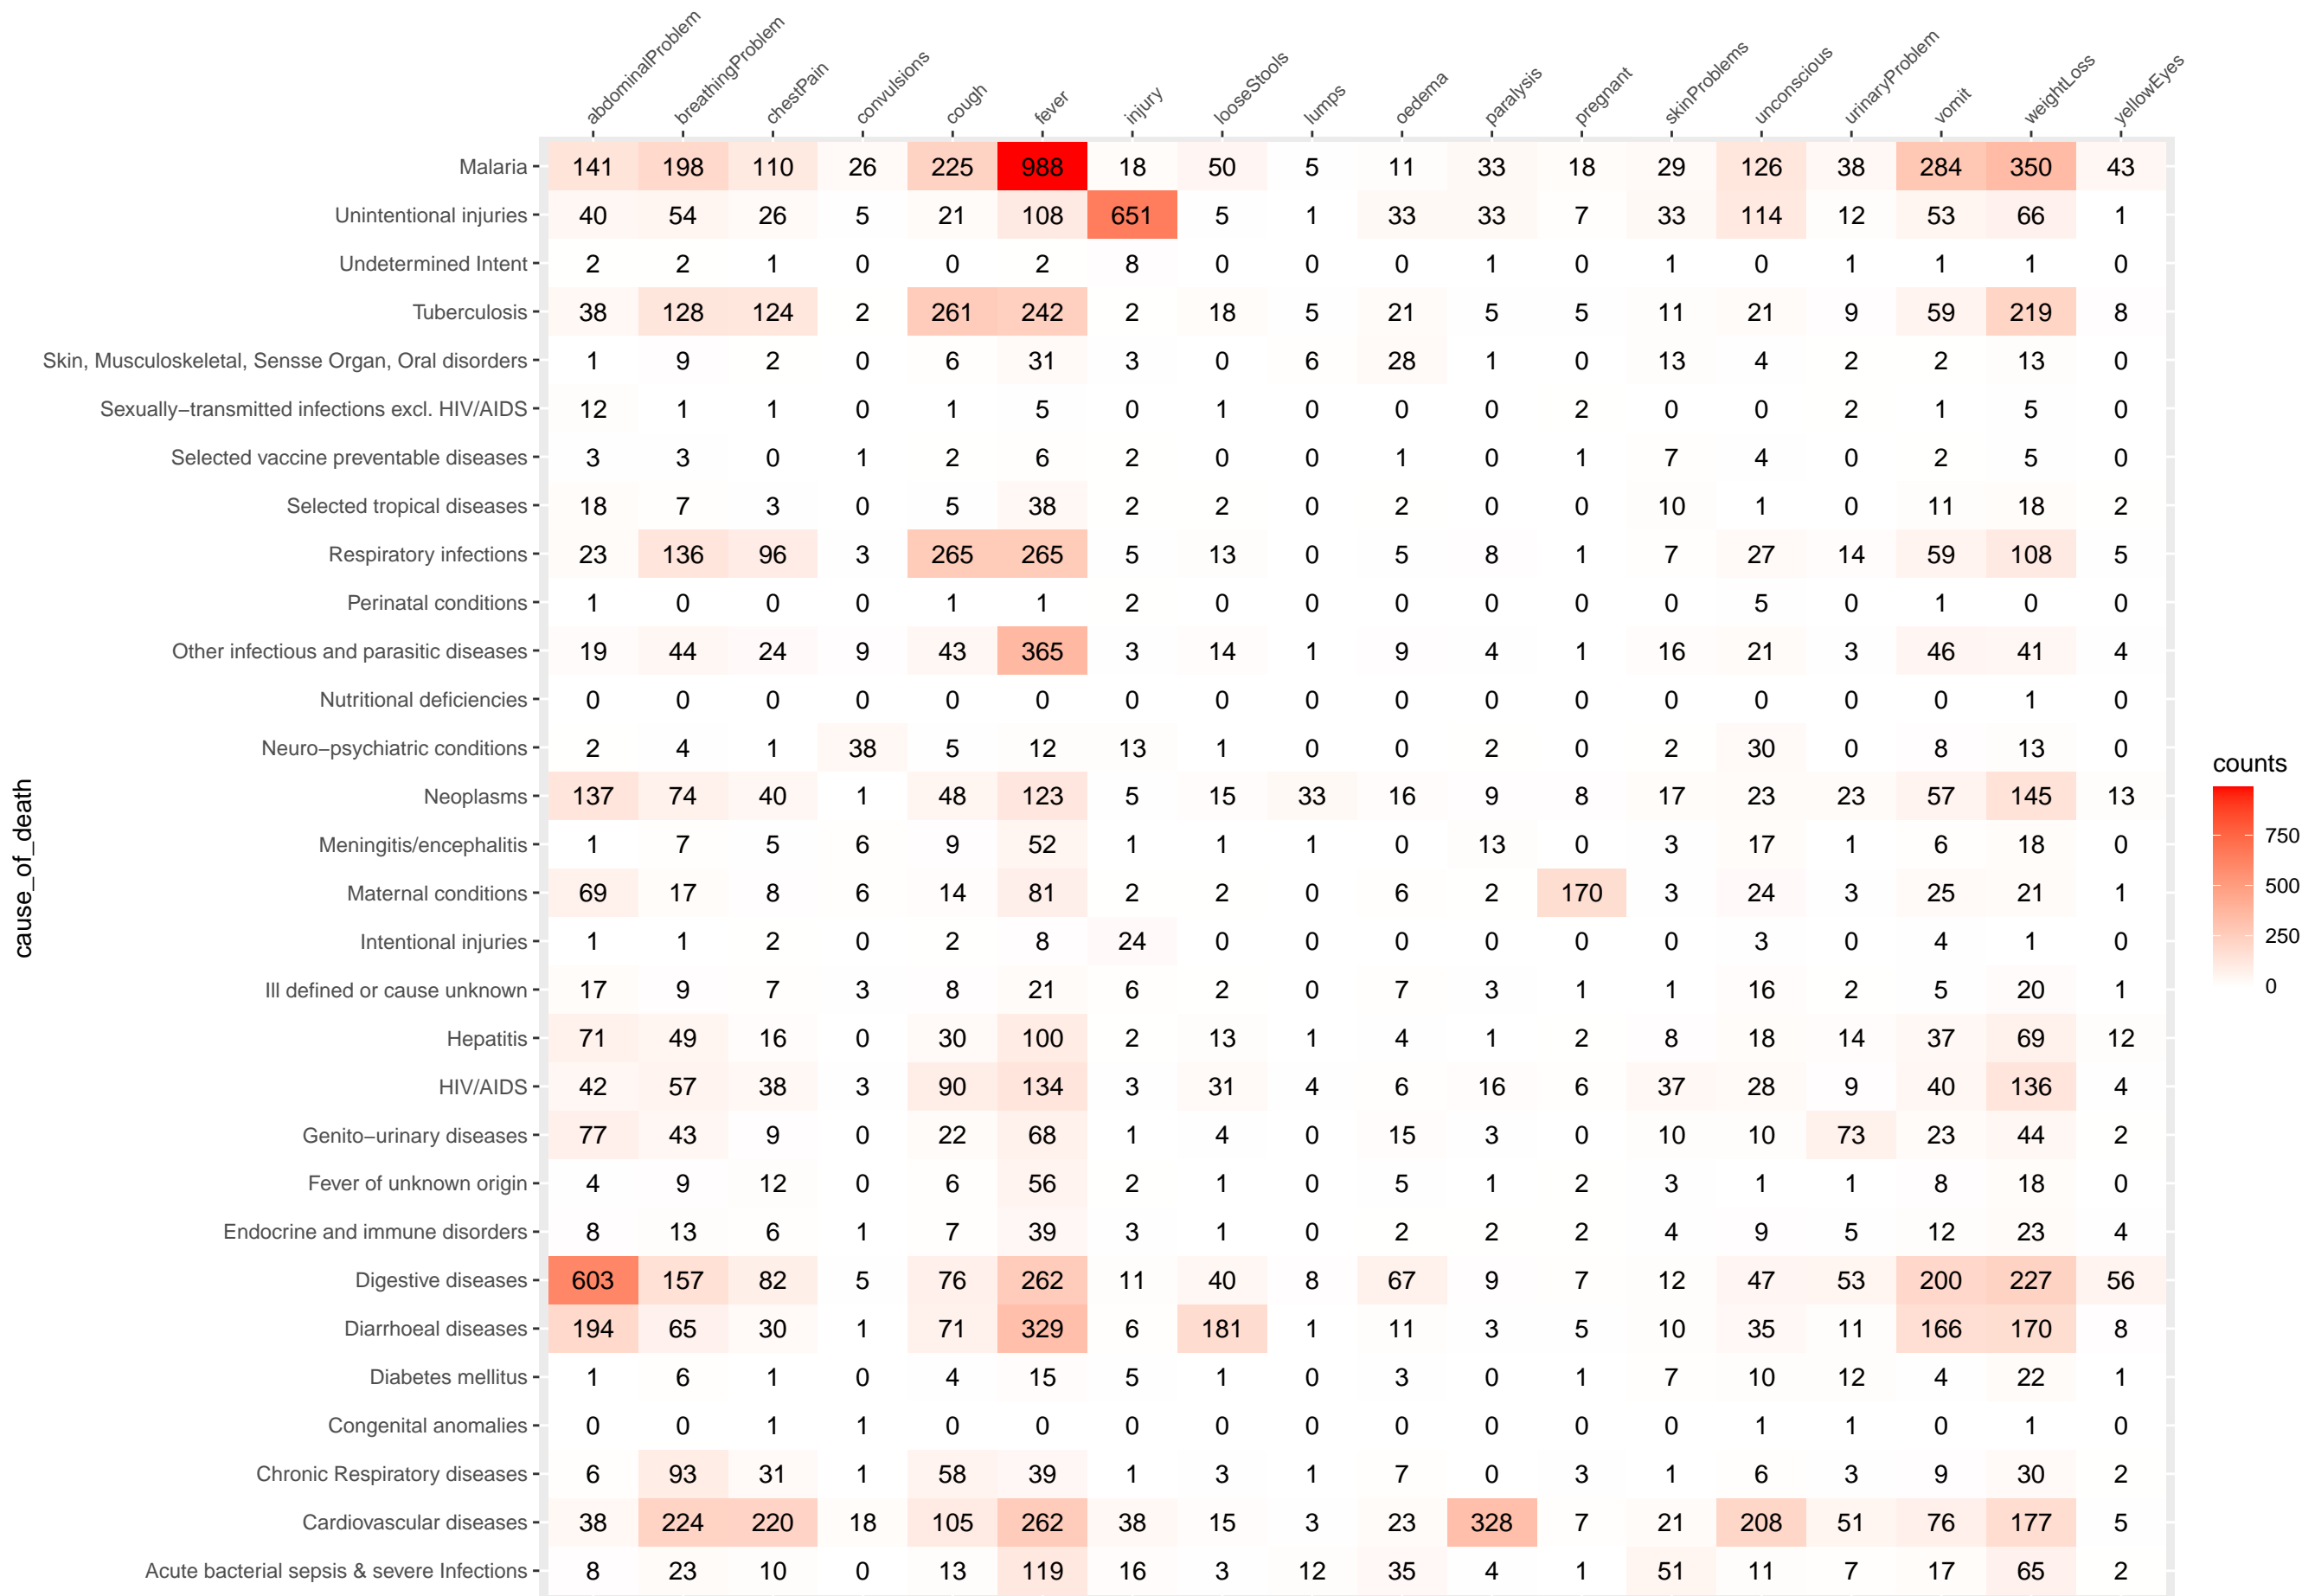 abdominalProblem breathingProblem chestPain convulsions cough fever injury looseStools lumps oedema paralysis pregnant skinProblems unconscious urinaryProblem vomit weightLoss yellowEyes
Malaria 141 198 110 26 225 988 18 50 5 11 33 18 29 126 38 284 350 43
Unintentional injuries 40 54 26 5 21 108 651 5 1 33 33 7 33 114 12 53 66 1
Undetermined Intent 2 2 1 0 0 2 8 0 0 0 1 0 1 0 1 1 1 0
Tuberculosis 38 128 124 2 261 242 2 18 5 21 5 5 11 21 9 59 219 8
Skin, Musculoskeletal, Sensse Organ, Oral disorders 1 9 2 0 6 31 3 0 6 28 1 0 13 4 2 2 13 0
Sexually−transmitted infections excl. HIV/AIDS 12 1 1 0 1 5 0 1 0 0 0 2 0 0 2 1 5 0
Selected vaccine preventable diseases 3 3 0 1 2 6 2 0 0 1 0 1 7 4 0 2 5 0
Selected tropical diseases 18 7 3 0 5 38 2 2 0 2 0 0 10 1 0 11 18 2
Respiratory infections 23 136 96 3 265 265 5 13 0 5 8 1 7 27 14 59 108 5
Perinatal conditions 1 0 0 0 1 1 2 0 0 0 0 0 0 5 0 1 0 0
Other infectious and parasitic diseases 19 44 24 9 43 365 3 14 1 9 4 1 16 21 3 46 41 4
Nutritional deficiencies 0 0 0 0 0 0 0 0 0 0 0 0 0 0 0 0 1 0
Neuro−psychiatric conditions 2 4 1 38 5 12 13 1 0 0 2 0 2 30 0 8 13 0
Neoplasms 137 74 40 1 48 123 5 15 33 16 9 8 17 23 23 57 145 13
Meningitis/encephalitis 1 7 5 6 9 52 1 1 1 0 13 0 3 17 1 6 18 0
Maternal conditions 69 17 8 6 14 81 2 2 0 6 2 170 3 24 3 25 21 1
Intentional injuries 1 1 2 0 2 8 24 0 0 0 0 0 0 3 0 4 1 0
Ill defined or cause unknown 17 9 7 3 8 21 6 2 0 7 3 1 1 16 2 5 20 1
Hepatitis 71 49 16 0 30 100 2 13 1 4 1 2 8 18 14 37 69 12
HIV/AIDS 42 57 38 3 90 134 3 31 4 6 16 6 37 28 9 40 136 4
Genito−urinary diseases 77 43 9 0 22 68 1 4 0 15 3 0 10 10 73 23 44 2
Fever of unknown origin 4 9 12 0 6 56 2 1 0 5 1 2 3 1 1 8 18 0
Endocrine and immune disorders 8 13 6 1 7 39 3 1 0 2 2 2 4 9 5 12 23 4
Digestive diseases 603 157 82 5 76 262 11 40 8 67 9 7 12 47 53 200 227 56
Diarrhoeal diseases 194 65 30 1 71 329 6 181 1 11 3 5 10 35 11 166 170 8
Diabetes mellitus 1 6 1 0 4 15 5 1 0 3 0 1 7 10 12 4 22 1
Congenital anomalies 0 0 1 1 0 0 0 0 0 0 0 0 0 1 1 0 1 0
Chronic Respiratory diseases 6 93 31 1 58 39 1 3 1 7 0 3 1 6 3 9 30 2
Cardiovascular diseases 38 224 220 18 105 262 38 15 3 23 328 7 21 208 51 76 177 5
Acute bacterial sepsis & severe Infections 8 23 10 0 13 119 16 3 12 35 4 1 51 11 7 17 65 2
cause_of_death
counts
750
500
250
0